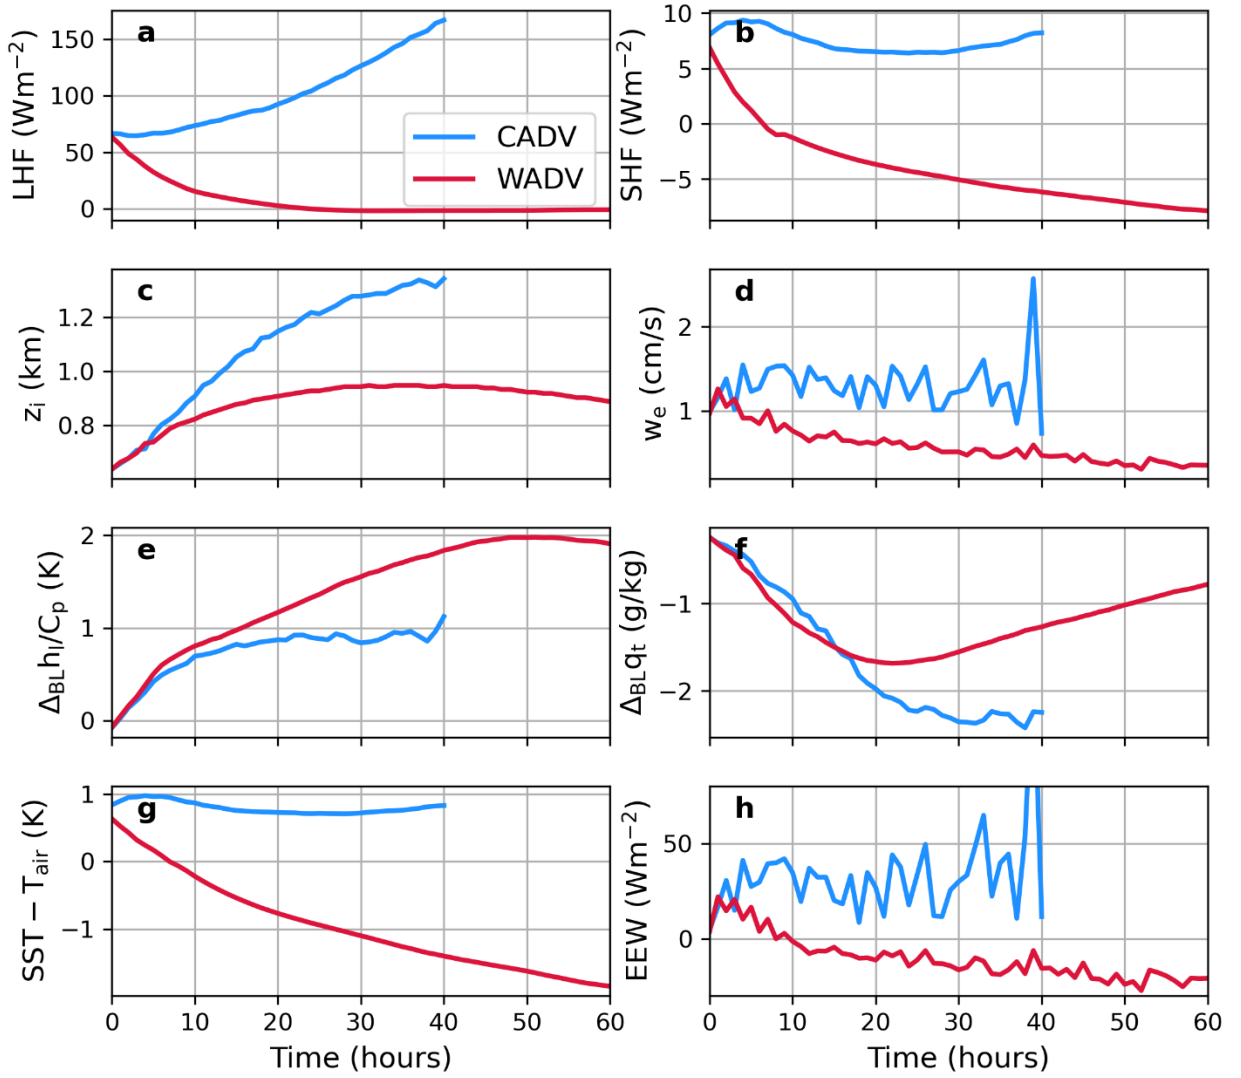 a
LHF (Wm⁻²)
150
100
50
0
CADV
WADV
b
SHF (Wm⁻²)
10
5
0
−5
c
zᵢ (km)
1.2
1.0
0.8
d
wₑ (cm/s)
2
1
e
Δ_BL h_l/C_p (K)
2
1
0
f
Δ_BL q_t (g/kg)
−1
−2
g
SST − T_air (K)
1
0
−1
0 10 20 30 40 50 60
Time (hours)
h
EEW (Wm⁻²)
50
0
0 10 20 30 40 50 60
Time (hours)